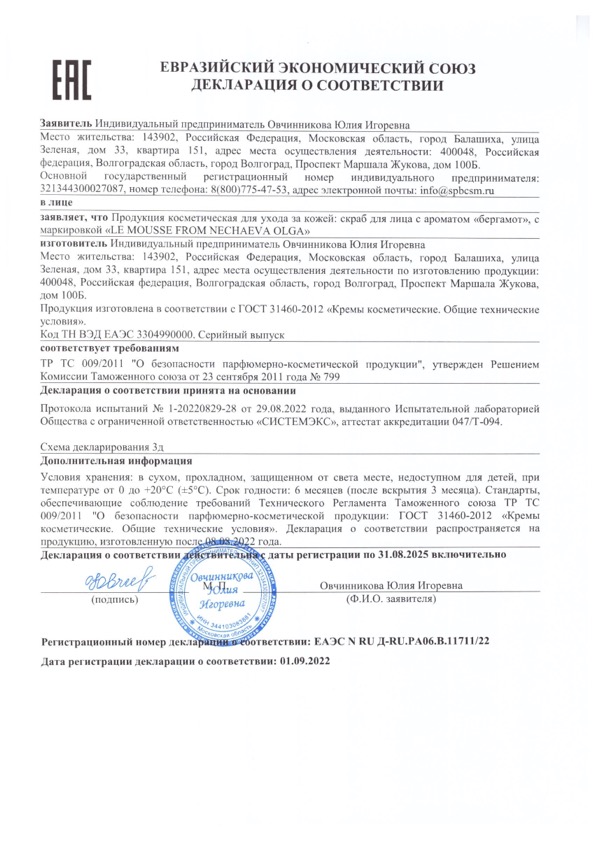 ЕАС
ЕВРАЗИЙСКИЙ ЭКОНОМИЧЕСКИЙ СОЮЗ
ДЕКЛАРАЦИЯ О СООТВЕТСТВИИ
Заявитель Индивидуальный предприниматель Овчинникова Юлия Игоревна
Место жительства: 143902, Российская Федерация, Московская область, город Балашиха, улица
Зеленая, дом 33, квартира 151, адрес места осуществления деятельности: 400048, Российская
федерация, Волгоградская область, город Волгоград, Проспект Маршала Жукова, дом 100Б.
Основной государственный регистрационный номер индивидуального предпринимателя:
321344300027087, номер телефона: 8(800)775-47-53, адрес электронной почты: info@spbcsm.ru
в лице
заявляет, что Продукция косметическая для ухода за кожей: скраб для лица с ароматом «бергамот», с
маркировкой «LE MOUSSE FROM NECHAEVA OLGA»
изготовитель Индивидуальный предприниматель Овчинникова Юлия Игоревна
Место жительства: 143902, Российская Федерация, Московская область, город Балашиха, улица
Зеленая, дом 33, квартира 151, адрес места осуществления деятельности по изготовлению продукции:
400048, Российская федерация, Волгоградская область, город Волгоград, Проспект Маршала Жукова,
дом 100Б.
Продукция изготовлена в соответствии с ГОСТ 31460-2012 «Кремы косметические. Общие технические
условия».
Код ТН ВЭД ЕАЭС 3304990000. Серийный выпуск
соответствует требованиям
ТР ТС 009/2011 "О безопасности парфюмерно-косметической продукции", утвержден Решением
Комиссии Таможенного союза от 23 сентября 2011 года № 799
Декларация о соответствии принята на основании
Протокола испытаний № 1-20220829-28 от 29.08.2022 года, выданного Испытательной лабораторией
Общества с ограниченной ответственностью «СИСТЕМЭКС», аттестат аккредитации 047/Т-094.
Схема декларирования 3д
Дополнительная информация
Условия хранения: в сухом, прохладном, защищенном от света месте, недоступном для детей, при
температуре от 0 до +20°С (±5°С). Срок годности: 6 месяцев (после вскрытия 3 месяца). Стандарты,
обеспечивающие соблюдение требований Технического Регламента Таможенного союза ТР ТС
009/2011 "О безопасности парфюмерно-косметической продукции: ГОСТ 31460-2012 «Кремы
косметические. Общие технические условия». Декларация о соответствии распространяется на
продукцию, изготовленную после 08.08.2022 года.
Декларация о соответствии действительна с даты регистрации по 31.08.2025 включительно
М.П.
Овчинникова
Юлия
Игоревна
ИНН 344103083681
Московская область
Овчинникова Юлия Игоревна
(подпись)
(Ф.И.О. заявителя)
Регистрационный номер декларации о соответствии: ЕАЭС N RU Д-RU.РА06.В.11711/22
Дата регистрации декларации о соответствии: 01.09.2022